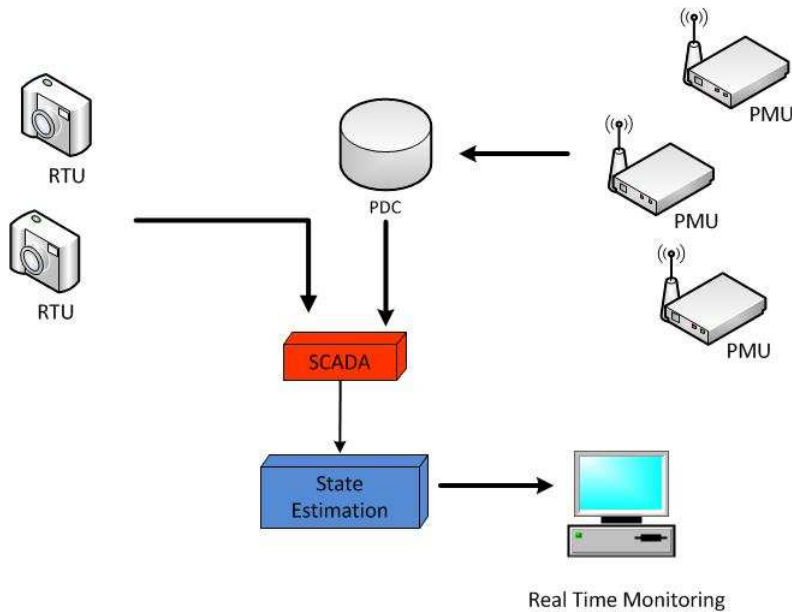 PMU
RTU
PDC
PMU
RTU
PMU
SCADA
State
Estimation
Real Time Monitoring